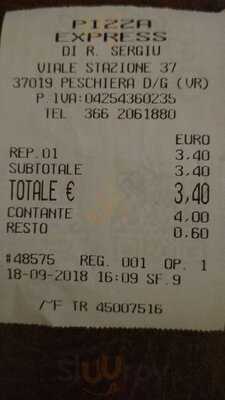 PIZZA
EXPRESS
DI R. SERGIU
VIALE STAZIONE 37
37019 PESCHIERA D/G (VR)
P.IVA:04254360235
TEL 366 2061880
EURO
REP.01 3,40
SUBTOTALE 3,40
TOTALE € 3,40
CONTANTE 4,00
RESTO 0,60
#48575 REG. 001 OP. 1
18-09-2018 16:09 SF.9
/MF TR 45007516
sluurpy